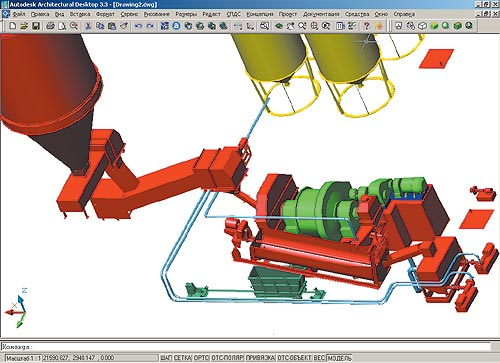 Autodesk Architectural Desktop 3.3 - [Drawing2.dwg]
Файл Правка Вид Вставка Формат Сервис Рисование Размеры Редакт СПДС Концепция Проект Документация Средства Окно Справка
Z
X
N
Команда:
Масштаб 1 : 1 21590.627, 2948.147 , 0.000 ШАГ СЕТКА ОРТО ОТС-ПОЛЯР ПРИВЯЗКА ОТС-ОБЪЕКТ ВЕС МОДЕЛЬ